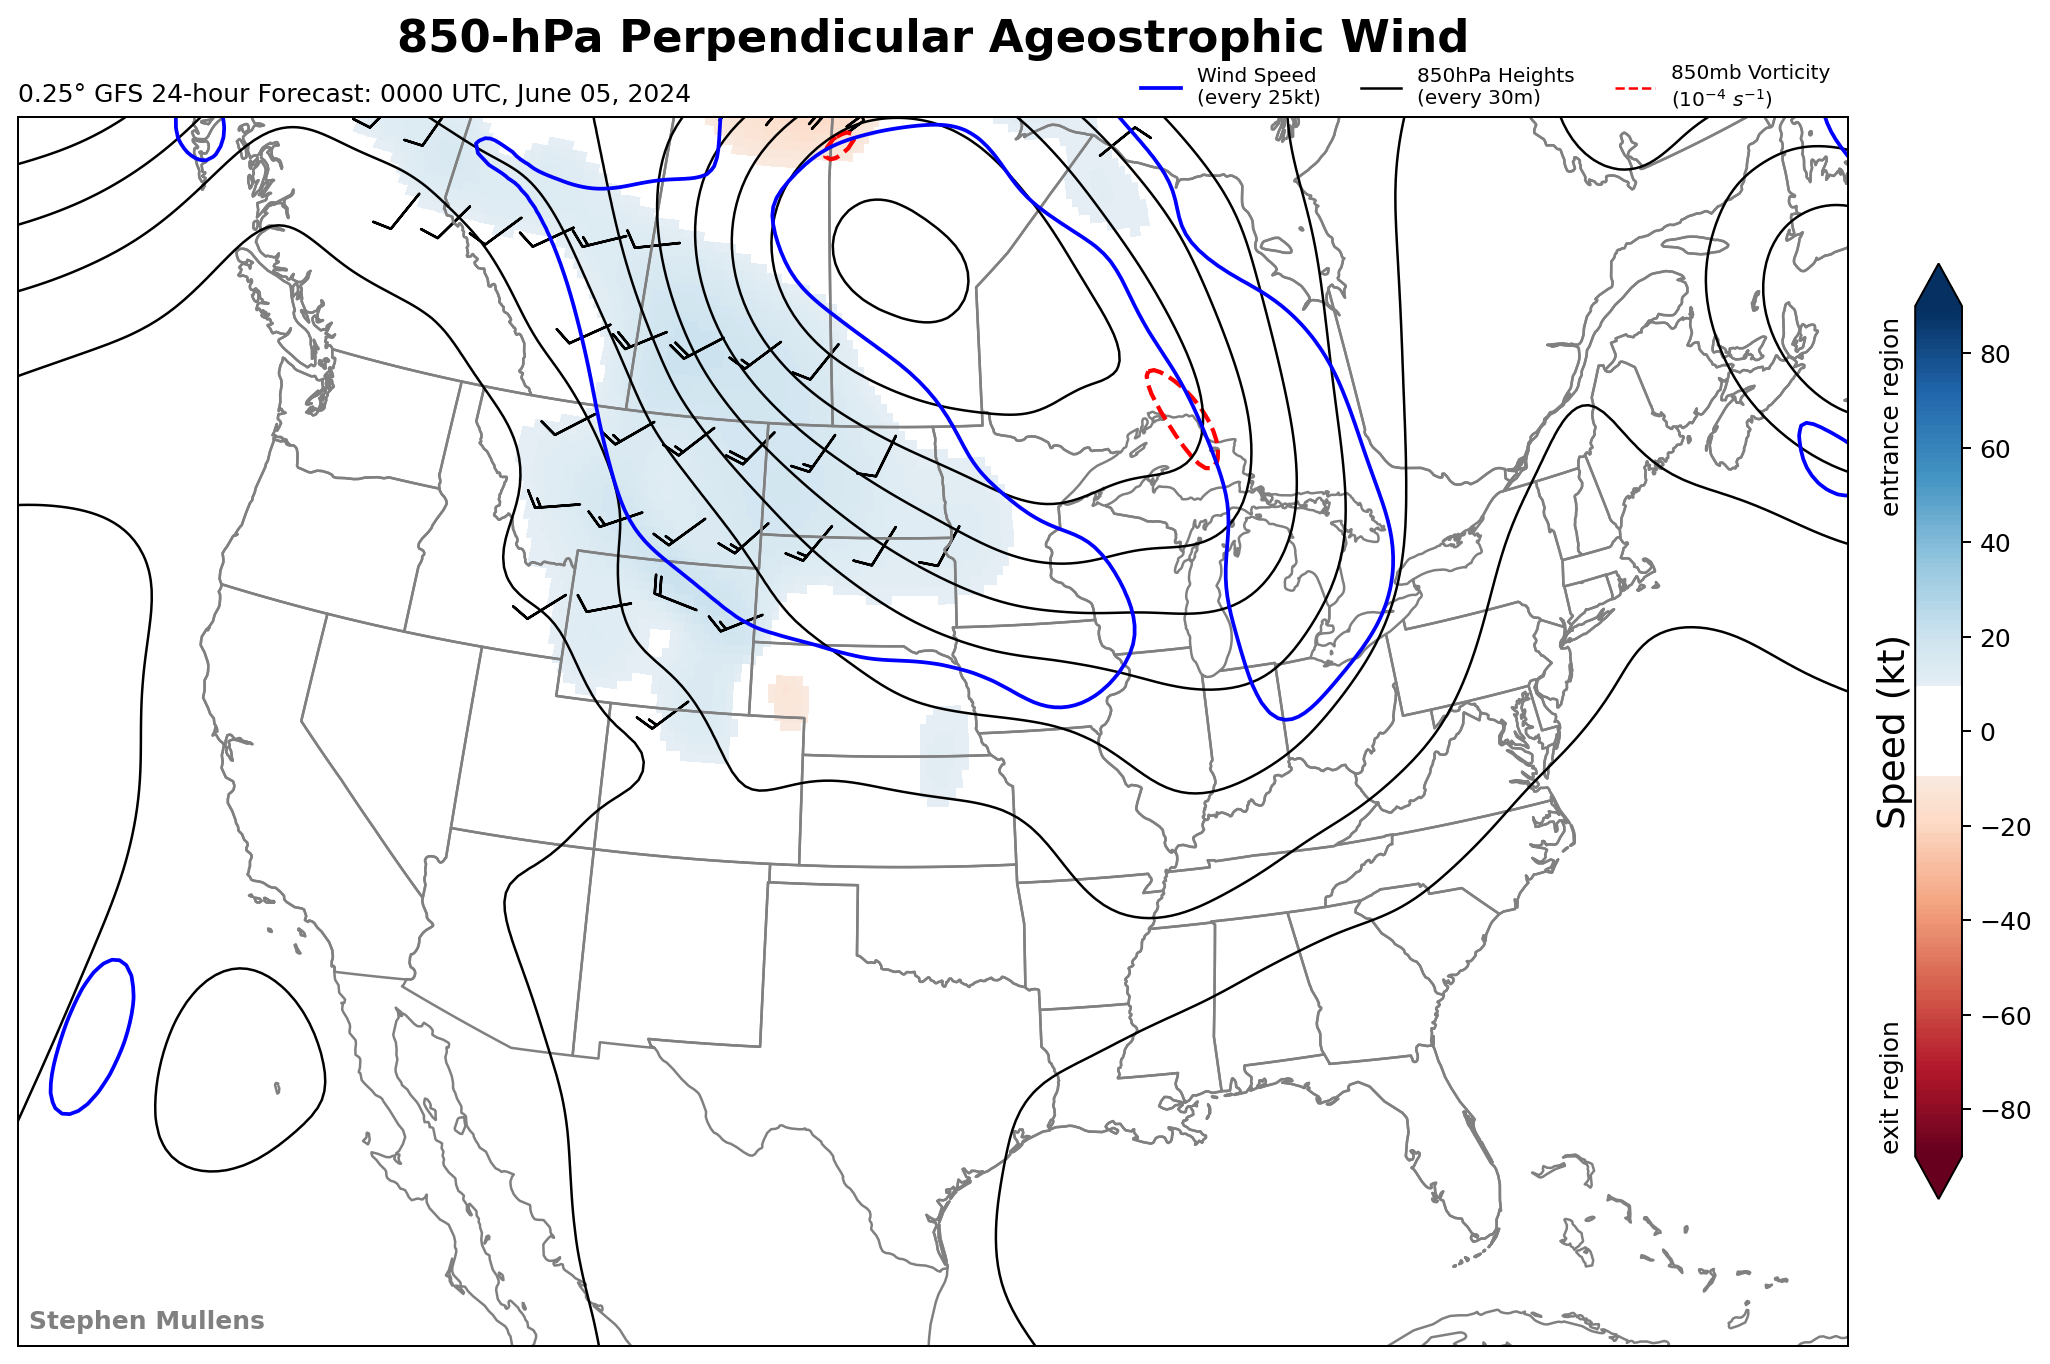 850-hPa Perpendicular Ageostrophic Wind
0.25° GFS 24-hour Forecast: 0000 UTC, June 05, 2024
Wind Speed
(every 25kt)
850hPa Heights
(every 30m)
850mb Vorticity
(10⁻⁴ s⁻¹)
entrance region
Speed (kt)
exit region
80
60
40
20
0
−20
−40
−60
−80
Stephen Mullens